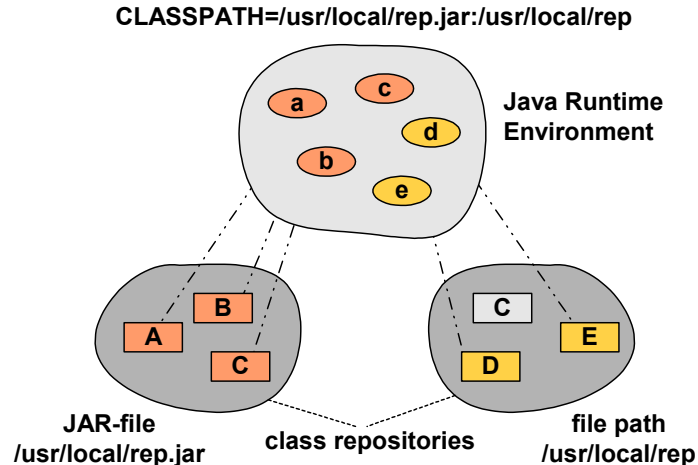 CLASSPATH=/usr/local/rep.jar:/usr/local/rep
a
c
d
b
e
Java Runtime
Environment
A
B
C
C
D
E
JAR-file
/usr/local/rep.jar
class repositories
file path
/usr/local/rep